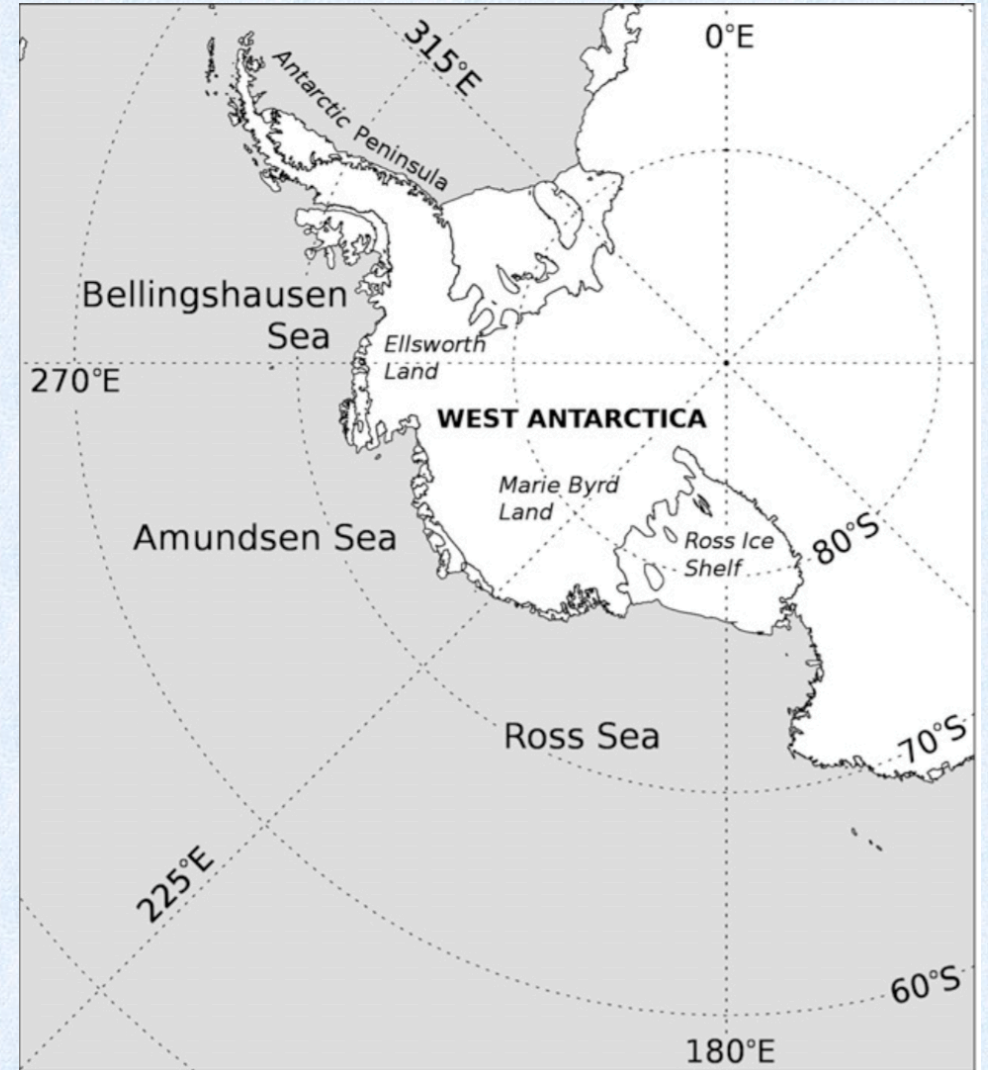 315°E
0°E
Antarctic Peninsula
Bellingshausen
Sea
Ellsworth
Land
270°E
WEST ANTARCTICA
Marie Byrd
Land
Ross Ice
Shelf
80°S
Amundsen Sea
Ross Sea
70°S
225°E
60°S
180°E